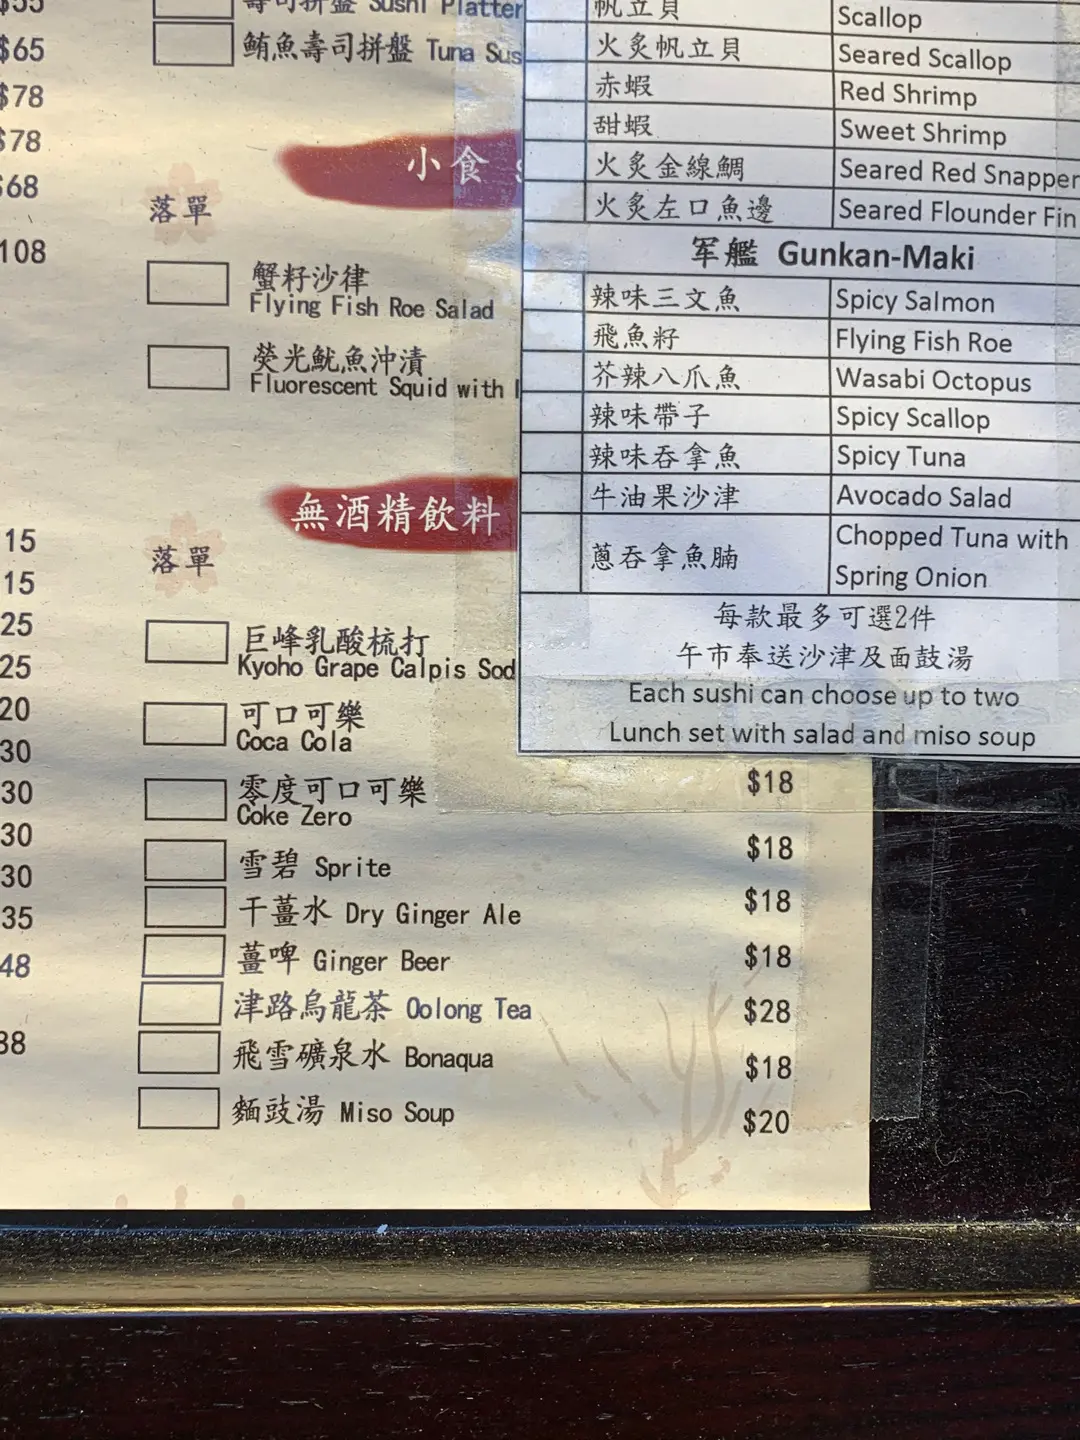 $55
$65
$78
$78
$68
108
15
15
25
25
20
30
30
30
30
35
48
38
壽司拼盤 Sushi Platter
鮪魚壽司拼盤 Tuna Sus
小食
落單
蟹籽沙律
Flying Fish Roe Salad
熒光魷魚沖漬
Fluorescent Squid with
無酒精飲料
落單
巨峰乳酸梳打
Kyoho Grape Calpis Sod
可口可樂
Coca Cola
零度可口可樂
Coke Zero
$18
雪碧 Sprite
$18
干薑水 Dry Ginger Ale
$18
薑啤 Ginger Beer
$18
津路烏龍茶 Oolong Tea
$28
飛雪礦泉水 Bonaqua
$18
麵豉湯 Miso Soup
$20
帆立貝 Scallop
火炙帆立貝 Seared Scallop
赤蝦 Red Shrimp
甜蝦 Sweet Shrimp
火炙金線鯛 Seared Red Snapper
火炙左口魚邊 Seared Flounder Fin
军艦 Gunkan-Maki
辣味三文魚 Spicy Salmon
飛魚籽 Flying Fish Roe
芥辣八爪魚 Wasabi Octopus
辣味帶子 Spicy Scallop
辣味吞拿魚 Spicy Tuna
牛油果沙津 Avocado Salad
蔥吞拿魚腩 Chopped Tuna with
Spring Onion
每款最多可選2件
午市奉送沙津及面鼓湯
Each sushi can choose up to two
Lunch set with salad and miso soup